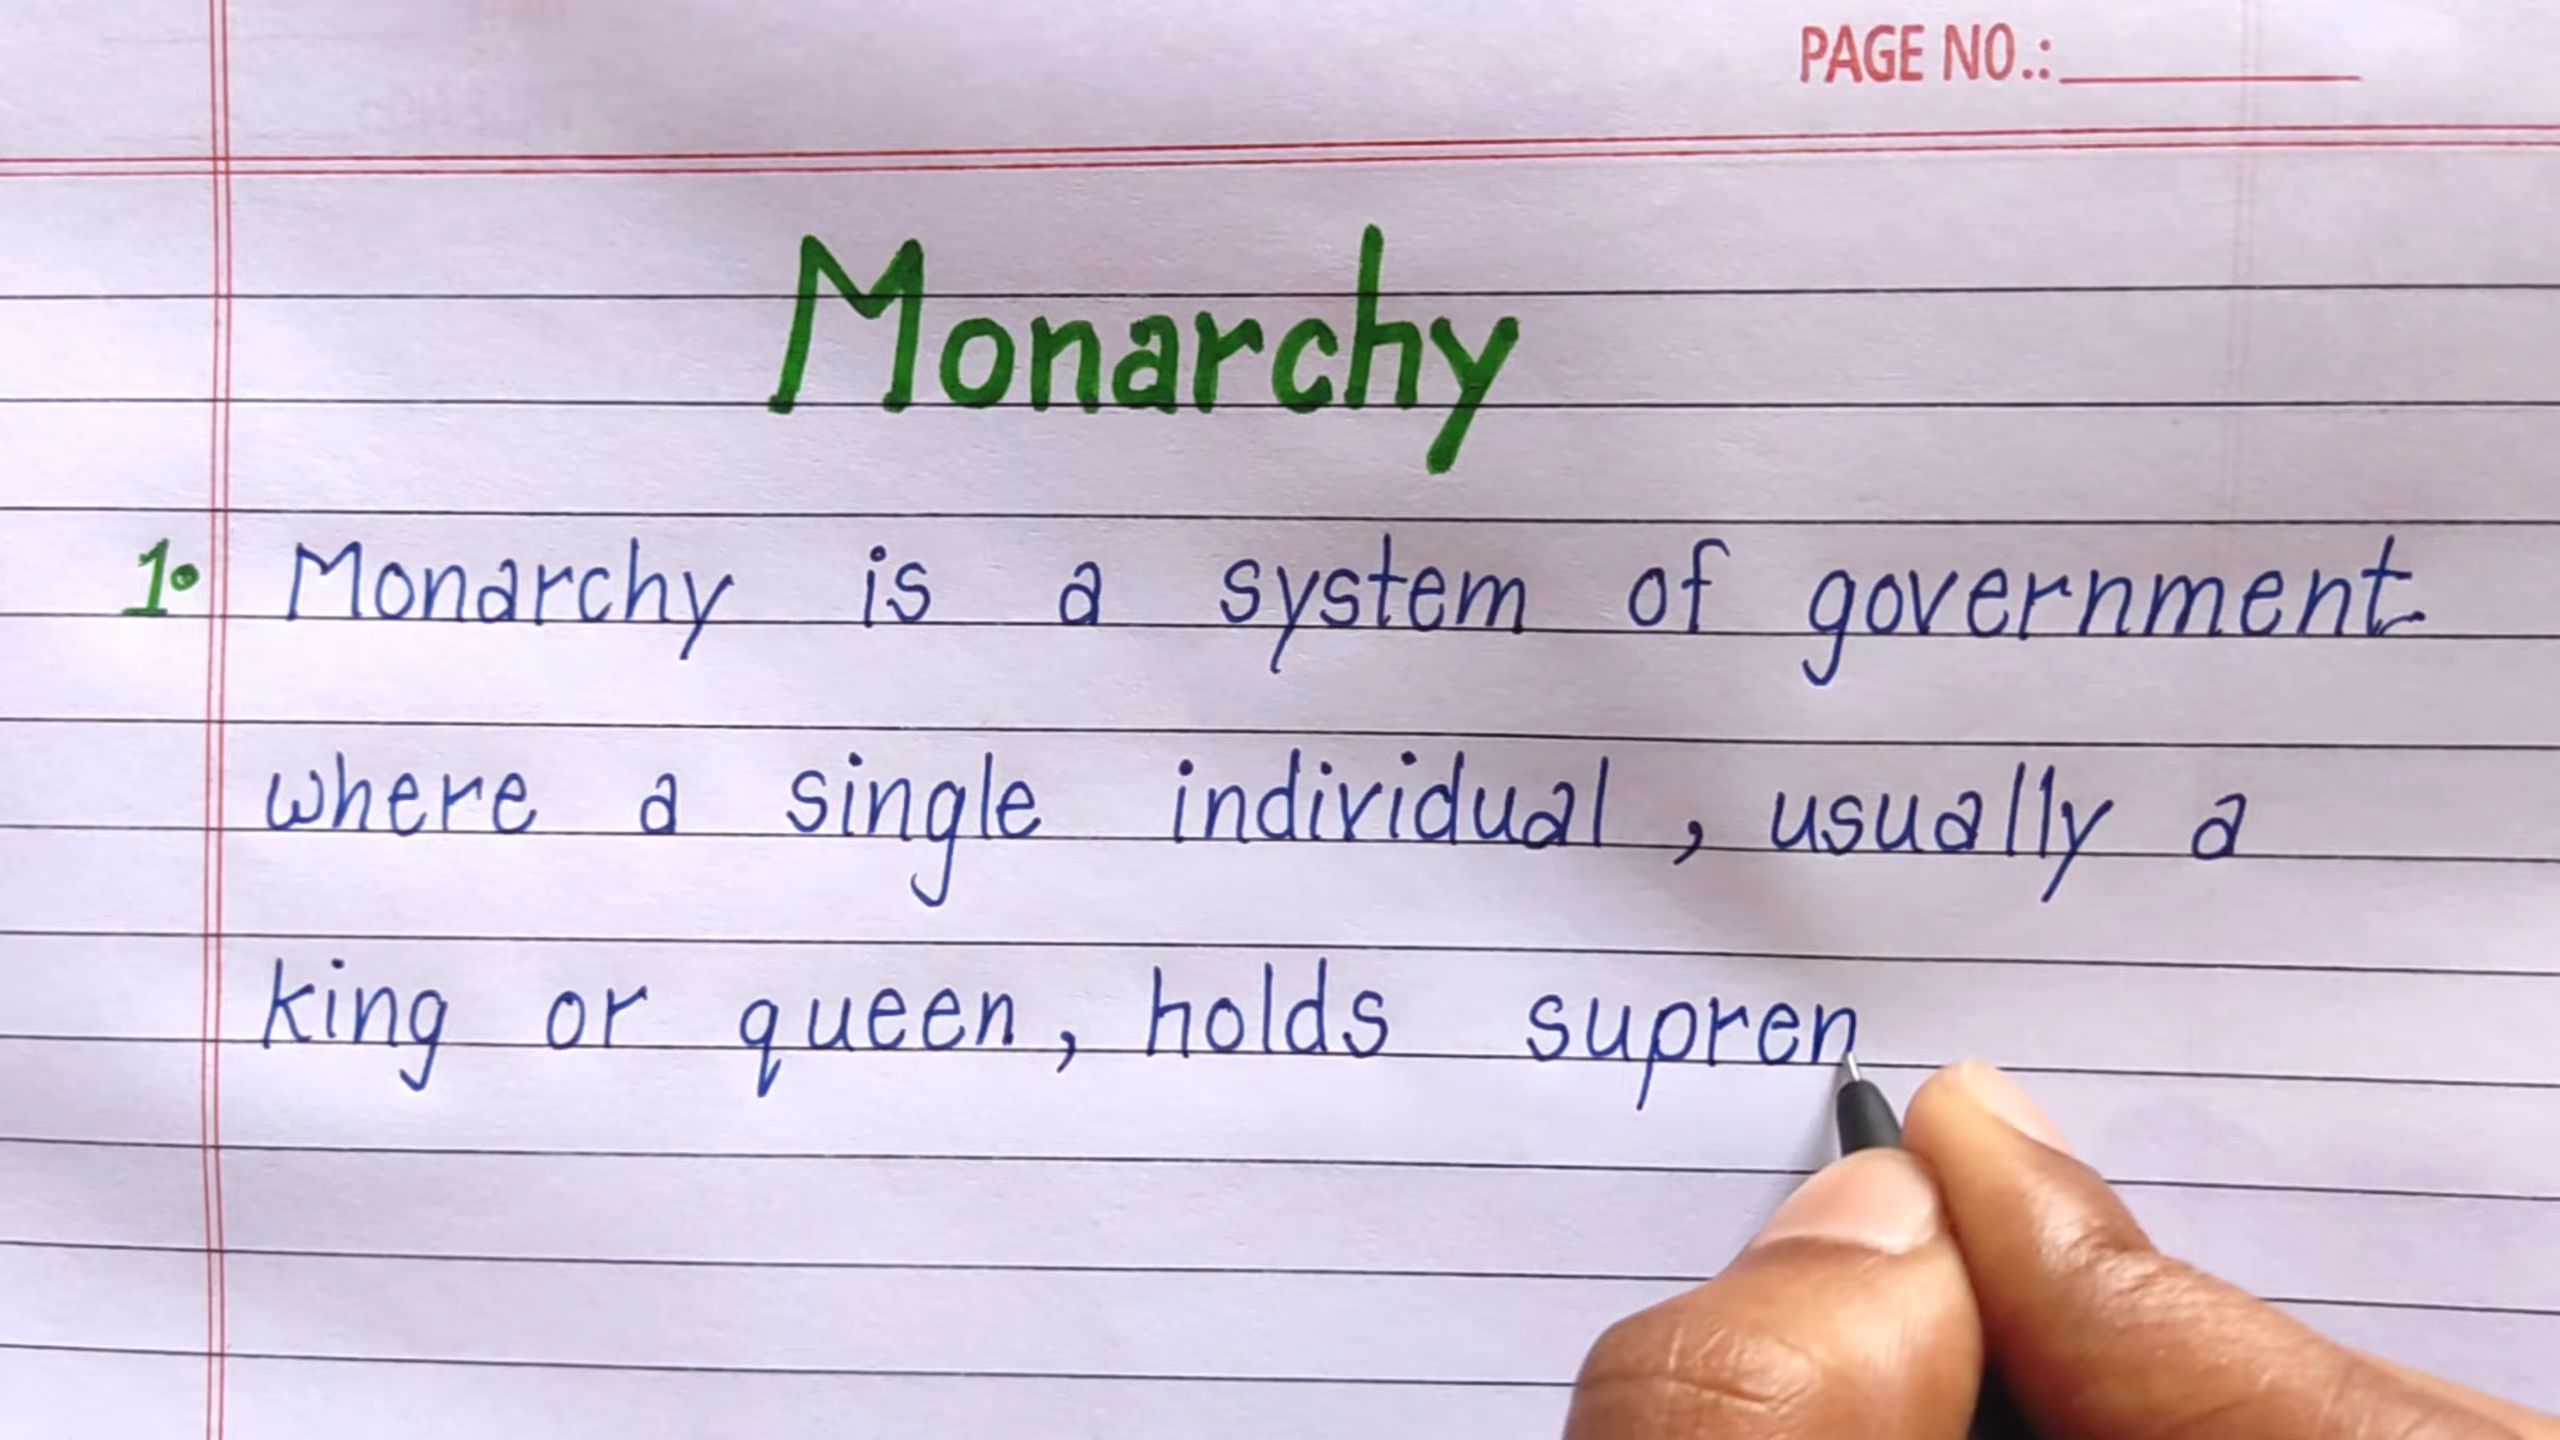 PAGE NO.:
Monarchy
1. Monarchy is a system of government
where a single individual, usually a
king or queen, holds supren